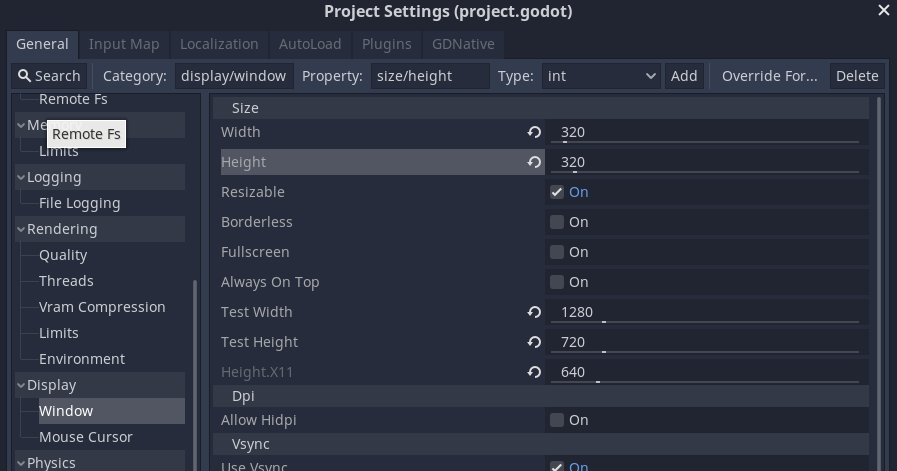 Project Settings (project.godot)
General Input Map Localization AutoLoad Plugins GDNative
Search Category: display/window Property: size/height Type: int Add Override For... Delete
Remote Fs
Remote Fs
Limits
Logging
File Logging
Rendering
Quality
Threads
Vram Compression
Limits
Environment
Display
Window
Mouse Cursor
Physics
Size
Width 320
Height 320
Resizable On
Borderless On
Fullscreen On
Always On Top On
Test Width 1280
Test Height 720
Height.X11 640
Dpi
Allow Hidpi On
Vsync
Use Vsync On